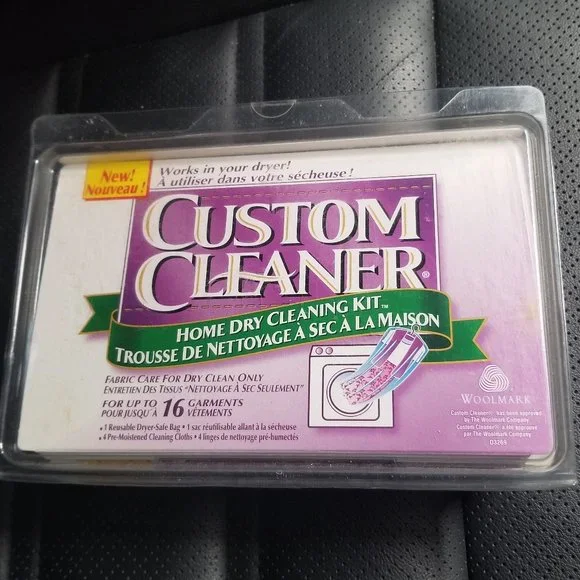 New!
Nouveau!
Works in your dryer!
À utiliser dans votre sécheuse!
CUSTOM
CLEANER®
HOME DRY CLEANING KIT™
TROUSSE DE NETTOYAGE À SEC À LA MAISON
FABRIC CARE FOR DRY CLEAN ONLY
ENTRETIEN DES TISSUS "NETTOYAGE À SEC SEULEMENT"
FOR UP TO 16 GARMENTS
POUR JUSQU'À VÊTEMENTS
• 1 Reusable Dryer-Safe Bag • 1 sac réutilisable allant à la sécheuse
• 4 Pre-Moistened Cleaning Cloths • 4 linges de nettoyage pré-humectés
WOOLMARK
Custom Cleaner® has been approved
by The Woolmark Company
Custom Cleaner® a été approuvé
par The Woolmark Company